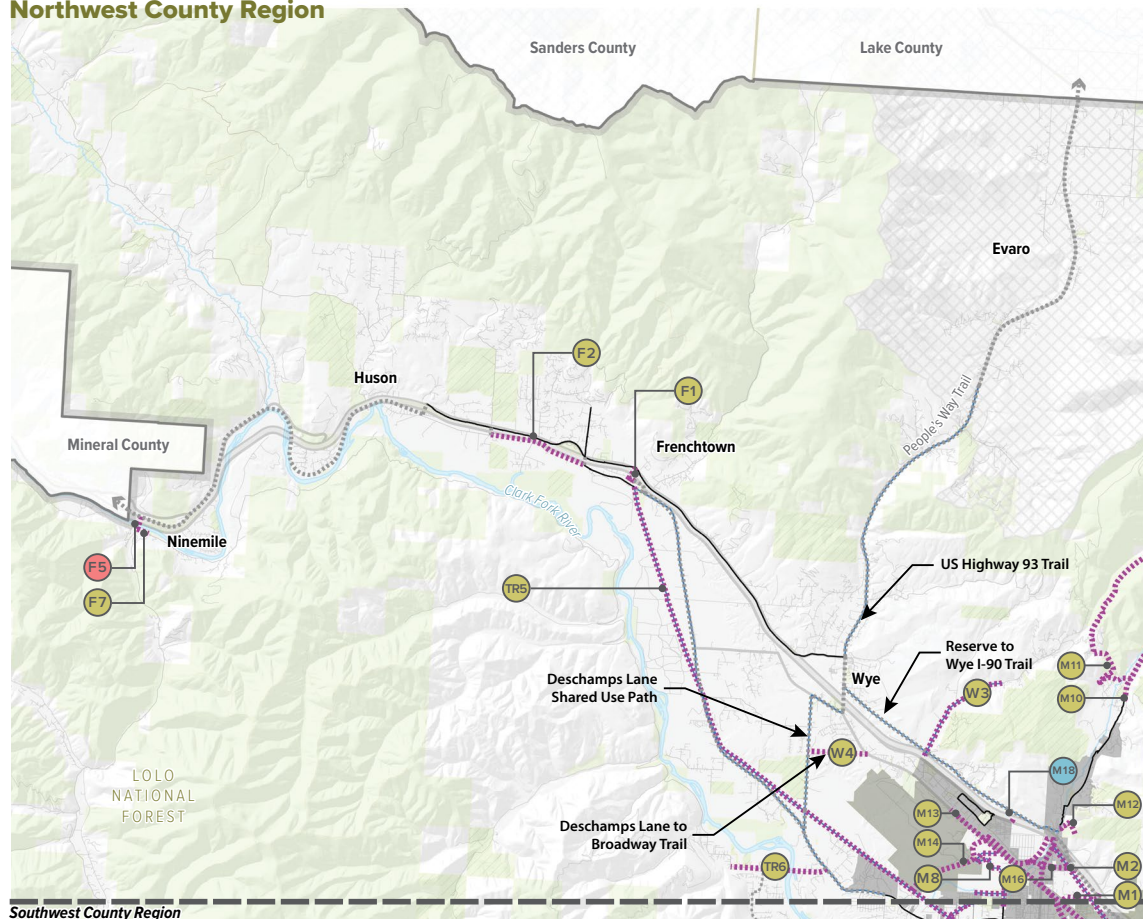 Northwest County Region
Sanders County
Lake County
Evaro
F2
Huson
F1
People's Way Trail
Mineral County
Frenchtown
Clark Fork River
Ninemile
US Highway 93 Trail
F5
TR5
F7
Reserve to
Wye I-90 Trail
M11
Wye
Deschamps Lane
Shared Use Path
W3
M10
W4
LOLO
NATIONAL
FOREST
M18
M12
M13
Deschamps Lane to
Broadway Trail
M14
TR6
M8
M16
M2
M1
Southwest County Region